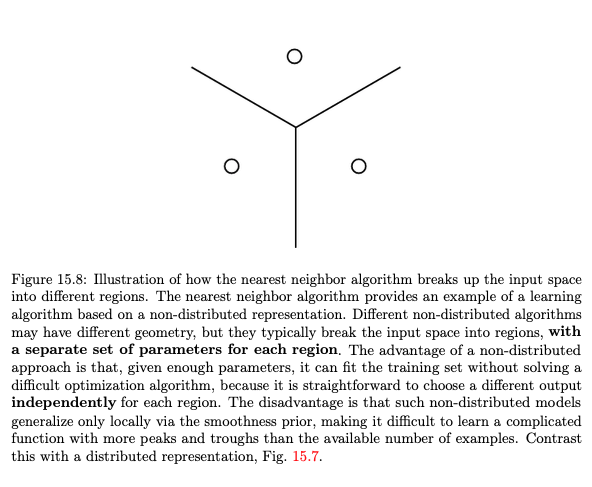 Figure 15.8: Illustration of how the nearest neighbor algorithm breaks up the input space
into different regions. The nearest neighbor algorithm provides an example of a learning
algorithm based on a non-distributed representation. Different non-distributed algorithms
may have different geometry, but they typically break the input space into regions, with
a separate set of parameters for each region. The advantage of a non-distributed
approach is that, given enough parameters, it can fit the training set without solving a
difficult optimization algorithm, because it is straightforward to choose a different output
independently for each region. The disadvantage is that such non-distributed models
generalize only locally via the smoothness prior, making it difficult to learn a complicated
function with more peaks and troughs than the available number of examples. Contrast
this with a distributed representation, Fig. 15.7.